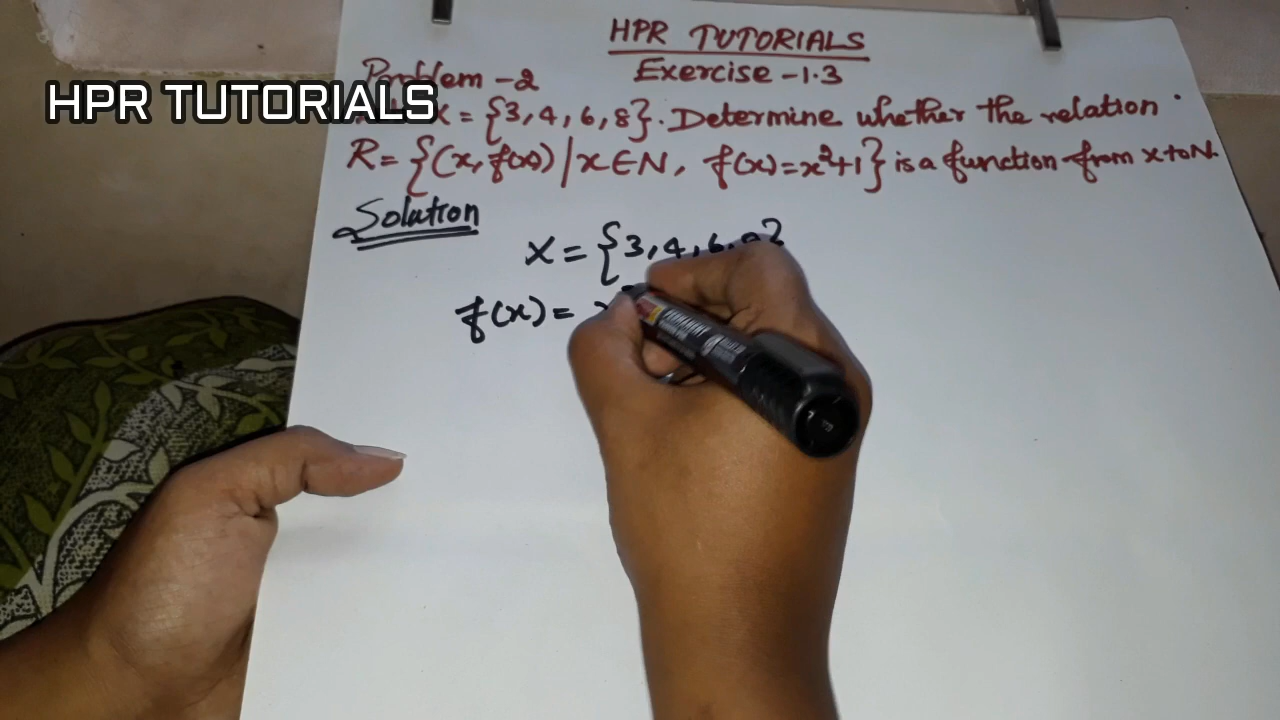 HPR TUTORIALS
Exercise -1.3
Problem -2
HPR TUTORIALS
X = {3, 4, 6, 8}. Determine whether the relation
R = {(x, f(x)) | x ∈ N, f(x) = x²+1} is a function from x to N.
Solution
X = {3, 4, 6, 8}
f(x) =